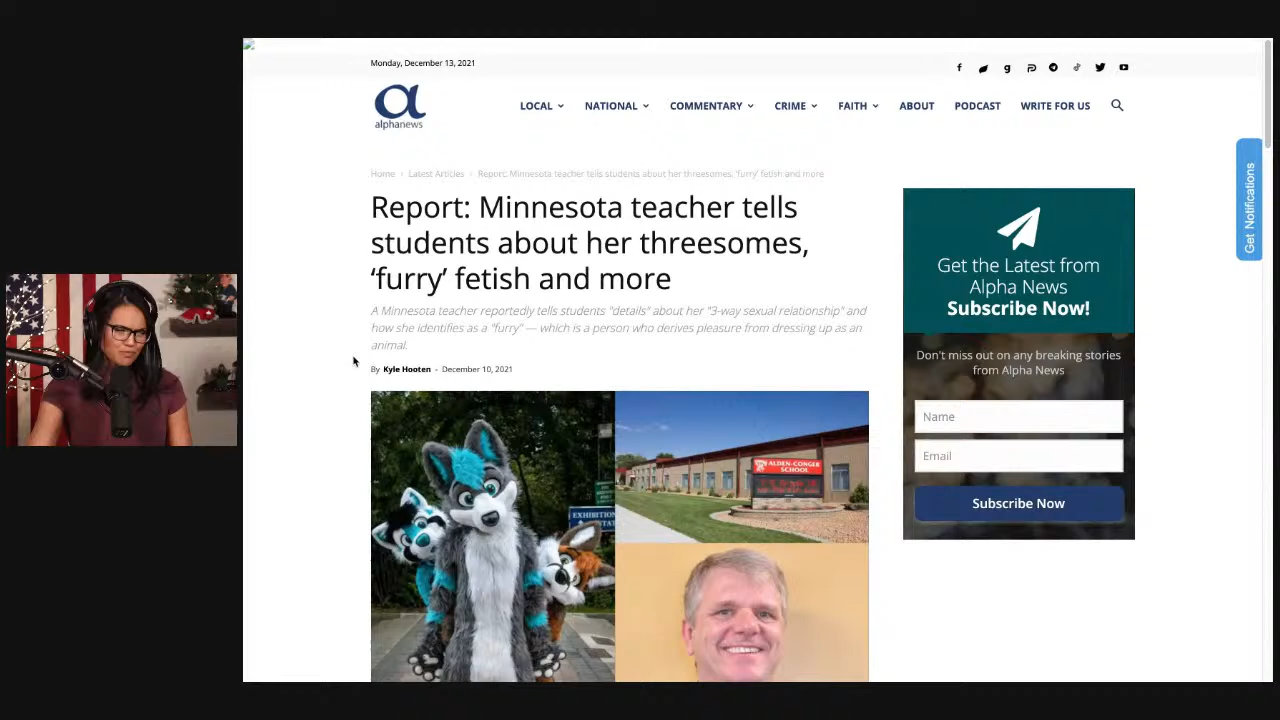 Monday, December 13, 2021
alphanews
LOCAL NATIONAL COMMENTARY CRIME FAITH ABOUT PODCAST WRITE FOR US
Home › Latest Articles › Report: Minnesota teacher tells students about her threesomes, 'furry' fetish and more
Report: Minnesota teacher tells
students about her threesomes,
‘furry’ fetish and more
A Minnesota teacher reportedly tells students "details" about her "3-way sexual relationship" and
how she identifies as a "furry" — which is a person who derives pleasure from dressing up as an
animal.
By Kyle Hooten - December 10, 2021
EXHIBITION
ALDEN-CONGER
SCHOOL
Get the Latest from
Alpha News
Subscribe Now!
Don't miss out on any breaking stories
from Alpha News
Name
Email
Subscribe Now
Get Notifications